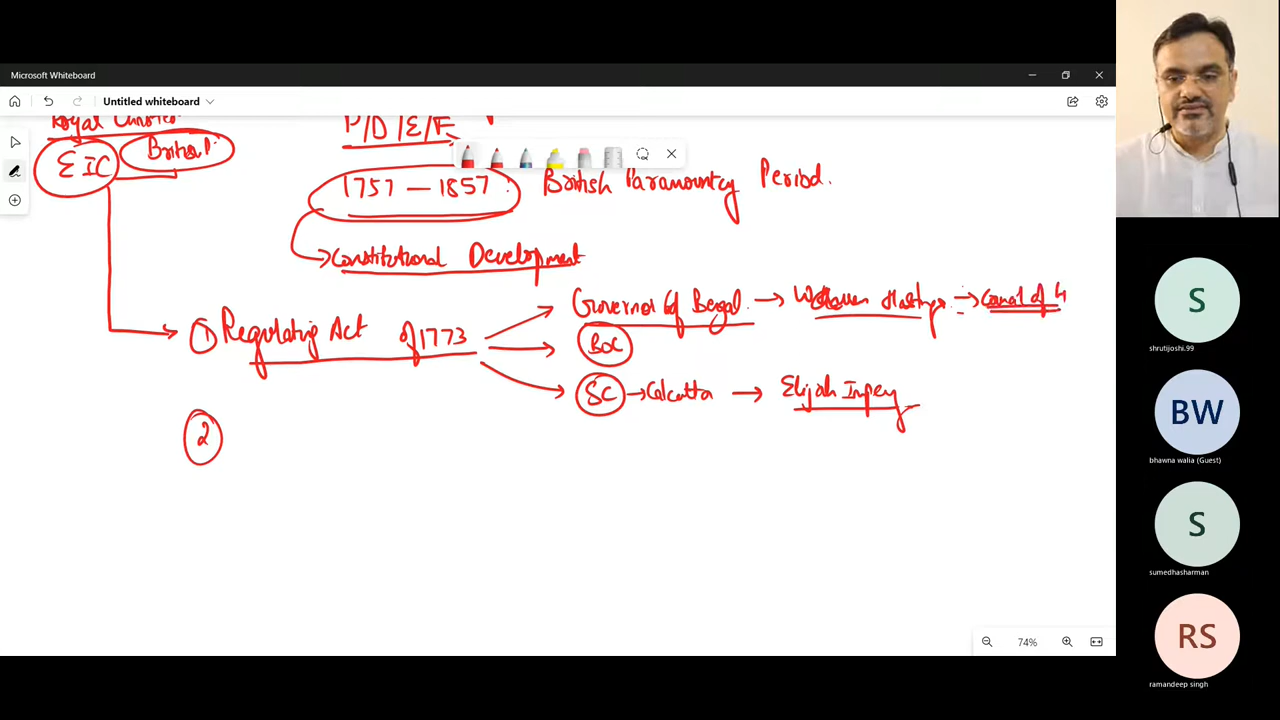 Microsoft Whiteboard
Untitled whiteboard
Royal Charter
P/D/E/F
EIC British P.
1757 – 1857 British Paramountcy Period.
Constitutional Development
Governor of Bengal → Warren Hastings → Council of 4
① Regulating Act of 1773
BOC
SC → Calcutta → Elijah Impey
2
74%
S
shrutijoshi.99
BW
bhawna walia (Guest)
S
sumedhasharman
RS
ramandeep singh